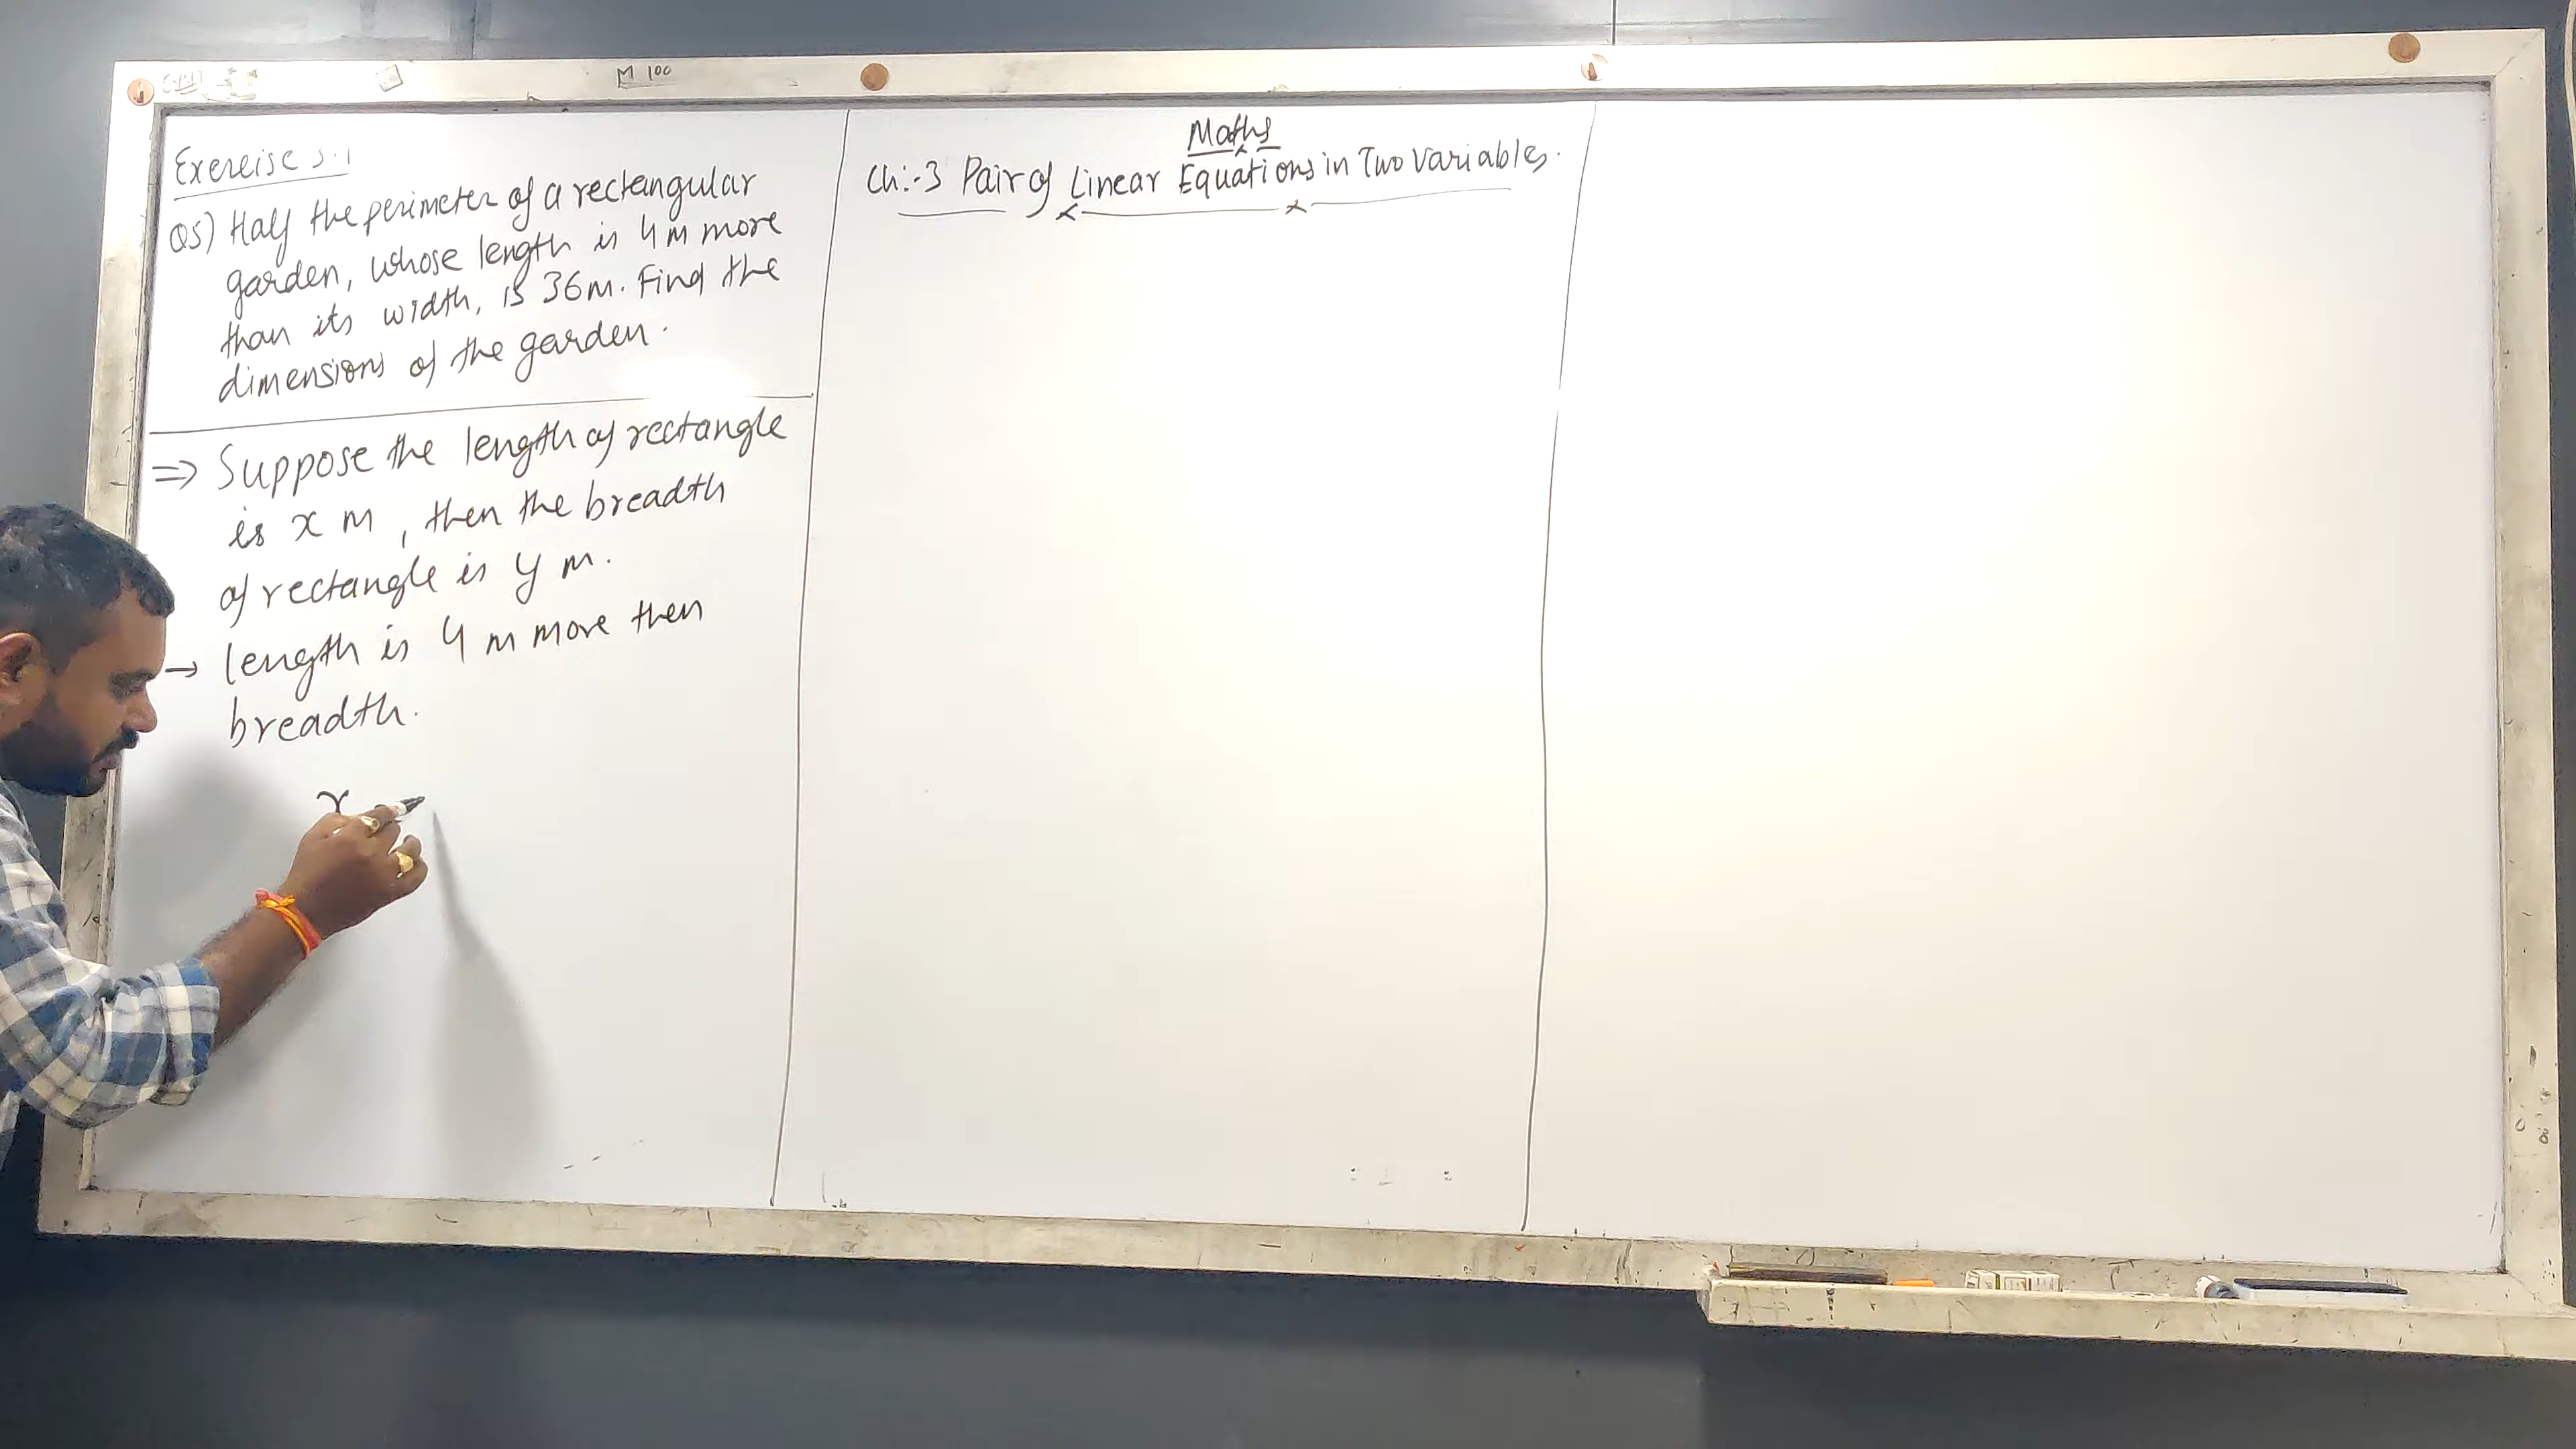 M 100
Exercise 3.1
Q5) Half the perimeter of a rectangular
garden, whose length is 4m more
than its width, is 36m. Find the
dimensions of the garden.
⇒ Suppose the length of rectangle
is x m, then the breadth
of rectangle is y m.
→ length is 4 m more then
breadth.
x
Maths
Ch:-3 Pair of Linear Equations in Two Variables.